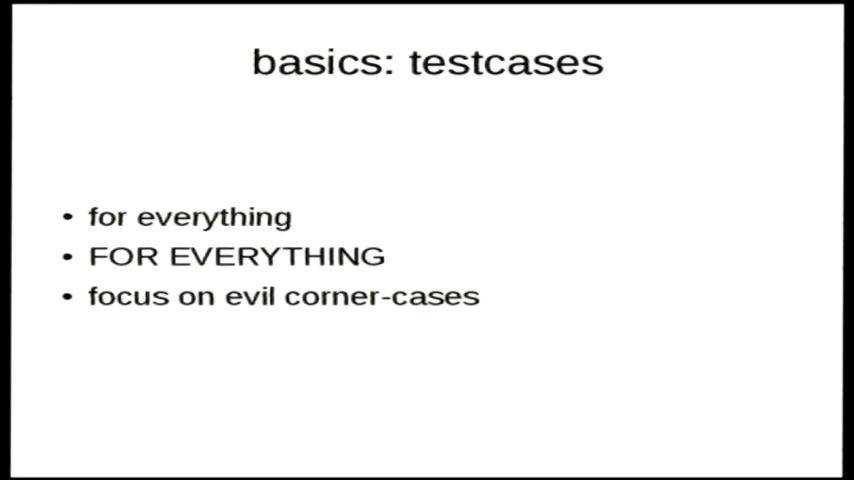 basics: testcases
• for everything
• FOR EVERYTHING
• focus on evil corner-cases